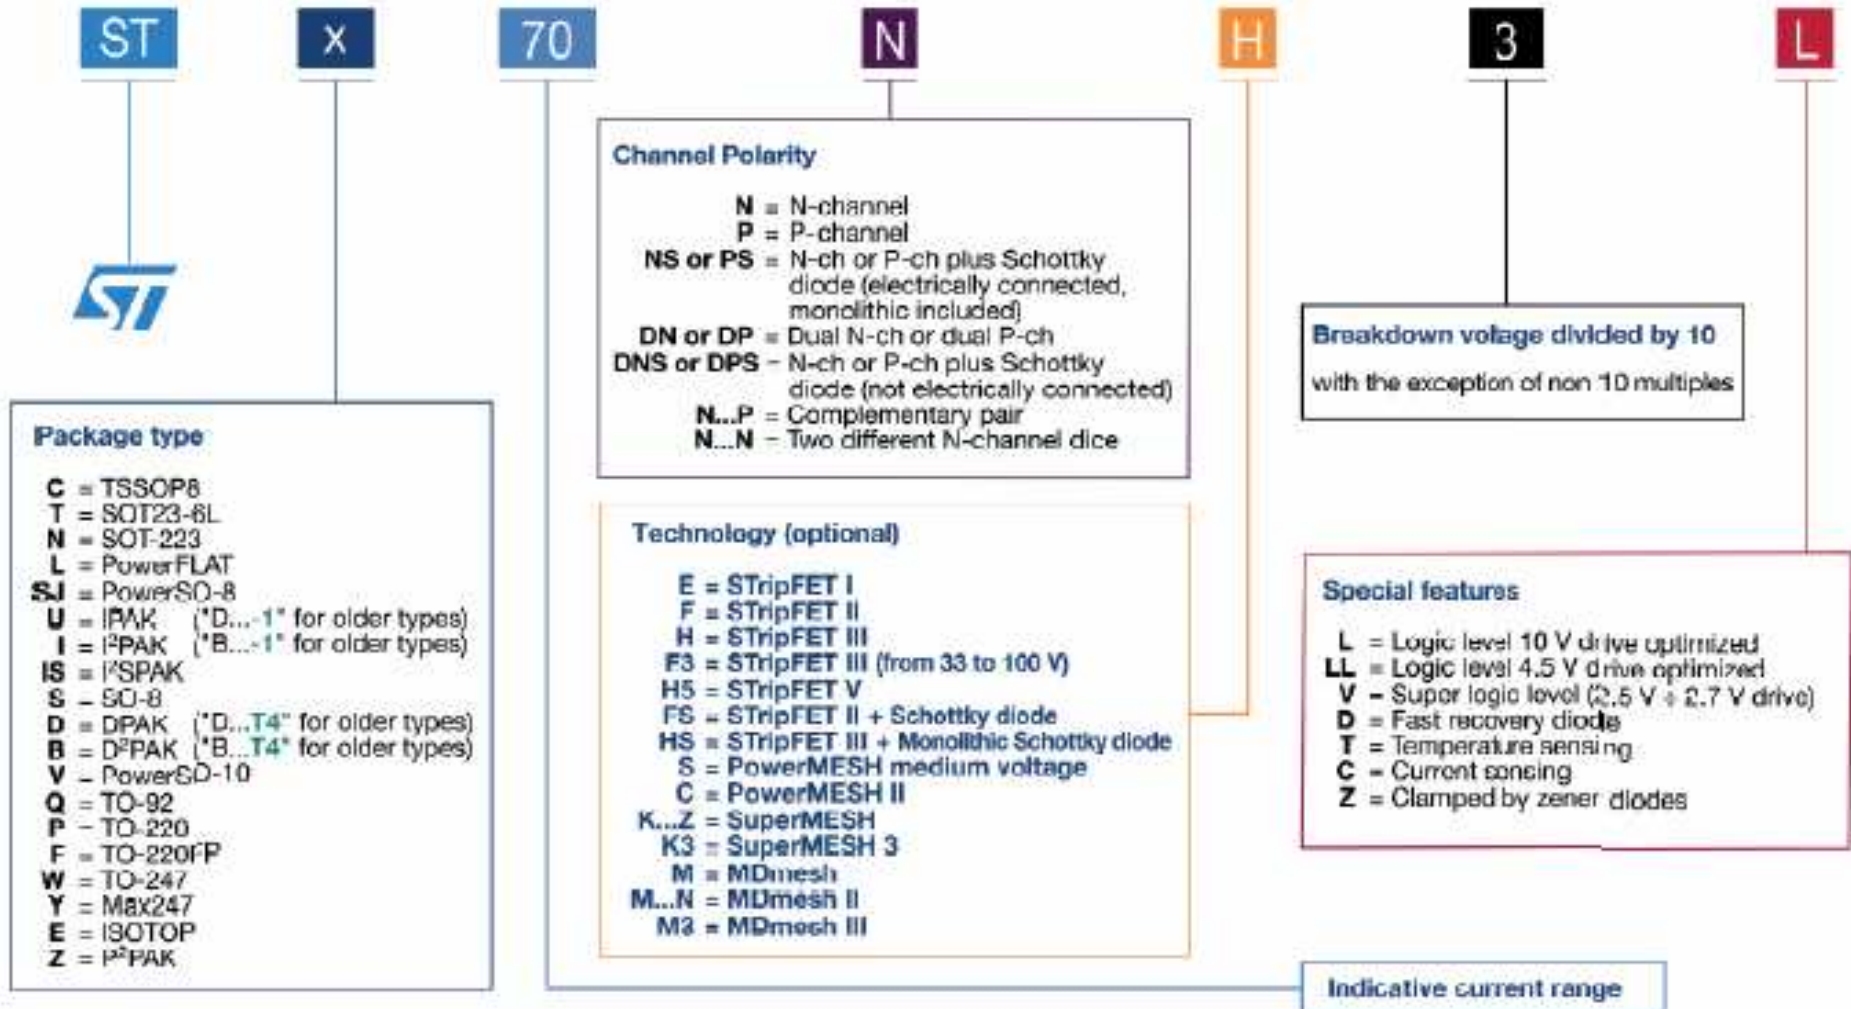 ST x 70 N H 3 L
ST
Package type
C = TSSOP8
T = SOT23-6L
N = SOT-223
L = PowerFLAT
SJ = PowerSO-8
U = IPAK ("D...-1" for older types)
I = I²PAK ("B...-1" for older types)
IS = I²SPAK
S = SO-8
D = DPAK ("D...T4" for older types)
B = D²PAK ("B...T4" for older types)
V = PowerSO-10
Q = TO-92
P = TO-220
F = TO-220FP
W = TO-247
Y = Max247
E = ISOTOP
Z = P²PAK
Channel Polarity
N = N-channel
P = P-channel
NS or PS = N-ch or P-ch plus Schottky
diode (electrically connected,
monolithic included)
DN or DP = Dual N-ch or dual P-ch
DNS or DPS = N-ch or P-ch plus Schottky
diode (not electrically connected)
N...P = Complementary pair
N...N = Two different N-channel dice
Technology (optional)
E = STripFET I
F = STripFET II
H = STripFET III
F3 = STripFET III (from 33 to 100 V)
H5 = STripFET V
FS = STripFET II + Schottky diode
HS = STripFET III + Monolithic Schottky diode
S = PowerMESH medium voltage
C = PowerMESH II
K...Z = SuperMESH
K3 = SuperMESH 3
M = MDmesh
M...N = MDmesh II
M3 = MDmesh III
Breakdown voltage divided by 10
with the exception of non 10 multiples
Special features
L = Logic level 10 V drive optimized
LL = Logic level 4.5 V drive optimized
V = Super logic level (2.5 V ÷ 2.7 V drive)
D = Fast recovery diode
T = Temperature sensing
C = Current sensing
Z = Clamped by zener diodes
Indicative current range